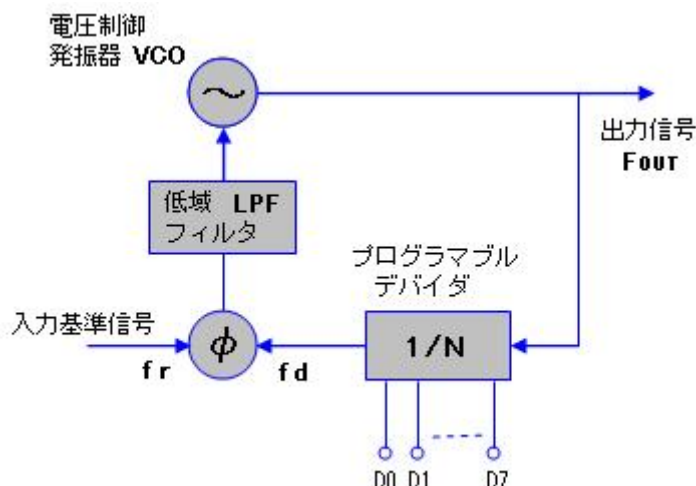 電圧制御
発振器 VCO
～
出力信号
Fout
低域 LPF
フィルタ
プログラマブル
デバイダ
入力基準信号
φ
1/N
fr
fd
D0 D1 D7